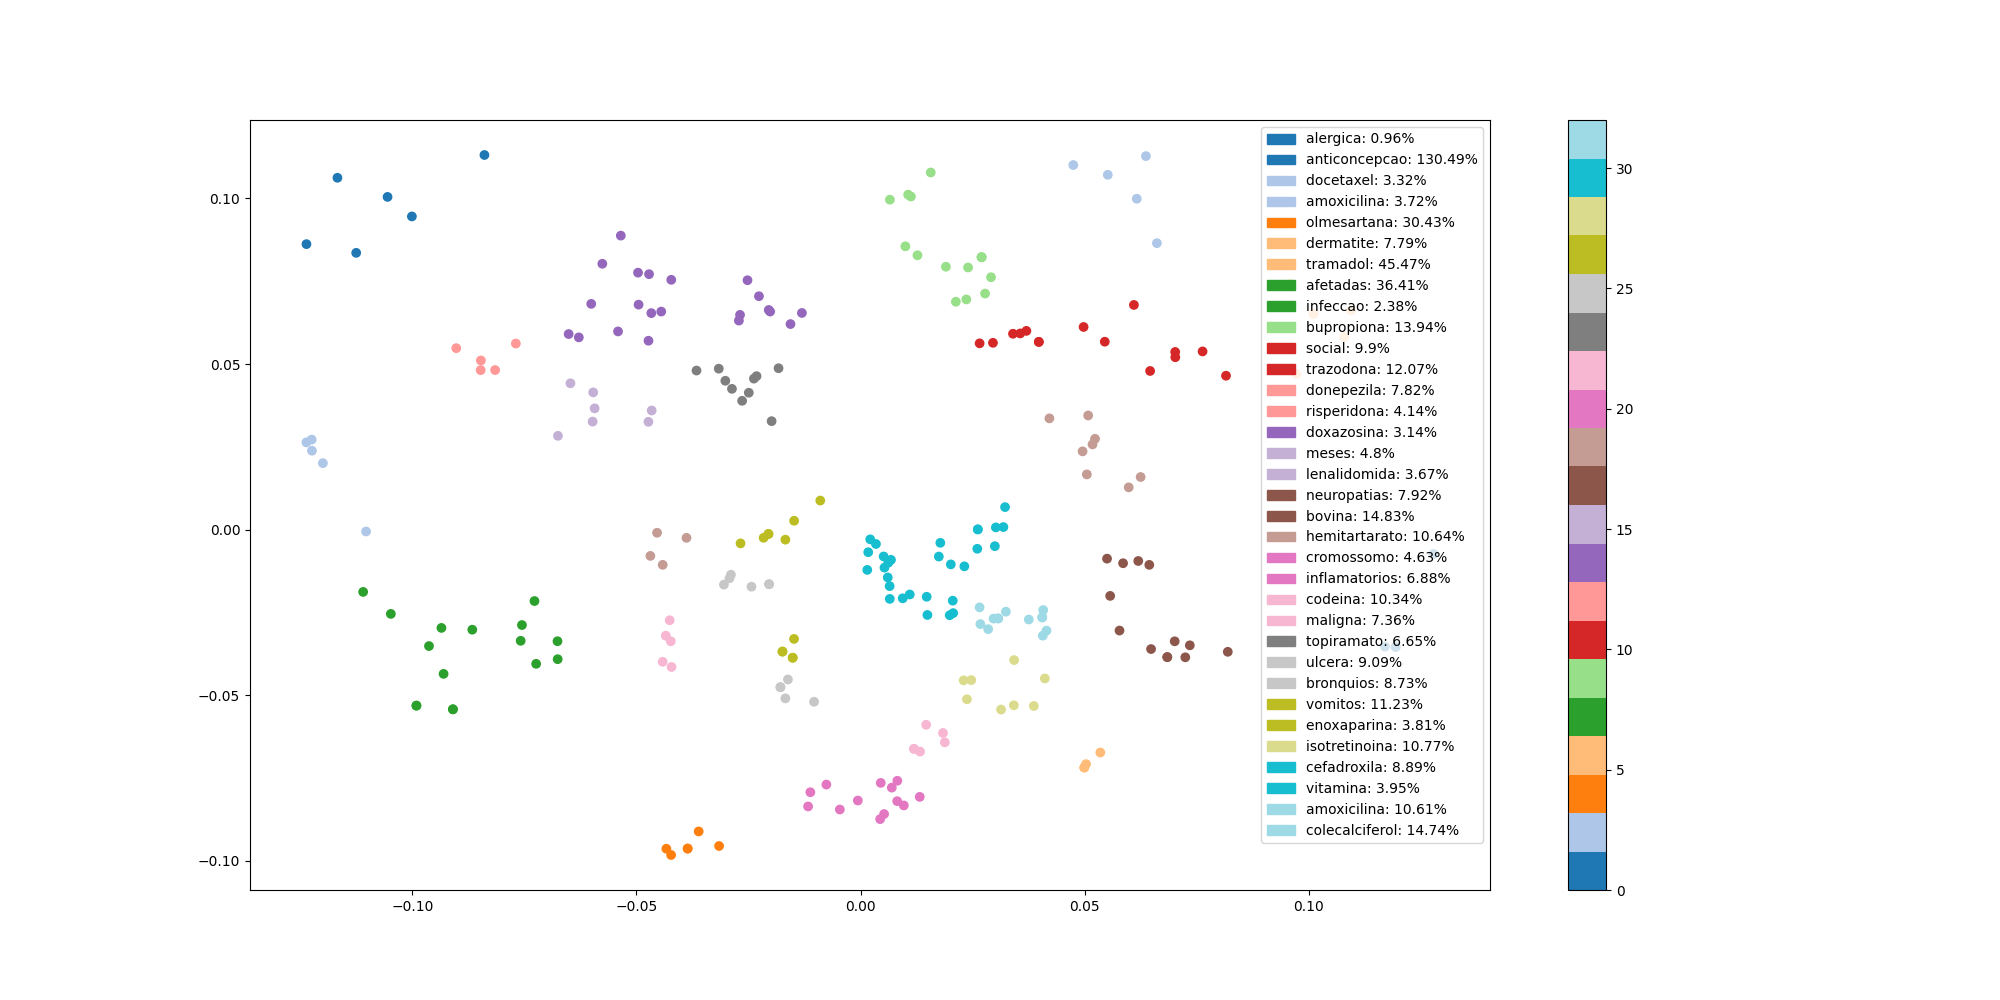 0.10
0.05
0.00
−0.05
−0.10
−0.10
−0.05
0.00
0.05
0.10
alergica: 0.96%
anticoncepcao: 130.49%
docetaxel: 3.32%
amoxicilina: 3.72%
olmesartana: 30.43%
dermatite: 7.79%
tramadol: 45.47%
afetadas: 36.41%
infeccao: 2.38%
bupropiona: 13.94%
social: 9.9%
trazodona: 12.07%
donepezila: 7.82%
risperidona: 4.14%
doxazosina: 3.14%
meses: 4.8%
lenalidomida: 3.67%
neuropatias: 7.92%
bovina: 14.83%
hemitartarato: 10.64%
cromossomo: 4.63%
inflamatorios: 6.88%
codeina: 10.34%
maligna: 7.36%
topiramato: 6.65%
ulcera: 9.09%
bronquios: 8.73%
vomitos: 11.23%
enoxaparina: 3.81%
isotretinoina: 10.77%
cefadroxila: 8.89%
vitamina: 3.95%
amoxicilina: 10.61%
colecalciferol: 14.74%
30
25
20
15
10
5
0